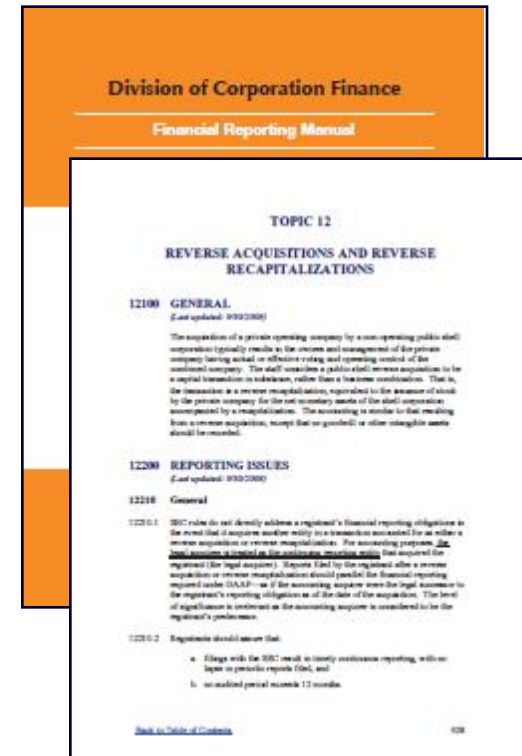 Division of Corporation Finance
Financial Reporting Manual
TOPIC 12
REVERSE ACQUISITIONS AND REVERSE
RECAPITALIZATIONS
12100 GENERAL
(Last updated: 9/30/2008)
The acquisition of a private operating company by a non-operating public shell
corporation typically results in the owners and management of the private
company having actual or effective voting and operating control of the
combined company. The staff considers a public shell reverse acquisition to be
a capital transaction in substance, rather than a business combination. That is,
the transaction is a reverse recapitalization, equivalent to the issuance of stock
by the private company for the net monetary assets of the shell corporation
accompanied by a recapitalization. The accounting is similar to that resulting
from a reverse acquisition, except that no goodwill or other intangible assets
should be recorded.
12200 REPORTING ISSUES
(Last updated: 9/30/2008)
12210 General
12210.1 SEC rules do not directly address a registrant's financial reporting obligations in
the event that it acquires another entity in a transaction accounted for as either a
reverse acquisition or reverse recapitalization. For accounting purposes, the
legal acquiree is treated as the continuing reporting entity that acquired the
registrant (the legal acquirer). Reports filed by the registrant after a reverse
acquisition or reverse recapitalization should parallel the financial reporting
required under GAAP - as if the accounting acquirer were the legal successor to
the registrant's reporting obligation as of the date of the acquisition. The level
of significance is irrelevant as the accounting acquirer is considered to be the
registrant's predecessor.
12210.2 Registrants should assure that:
a. filings with the SEC result in timely continuous reporting, with no
lapse in periodic reports filed, and
b. no audited period exceeds 12 months.
Back to Table of Contents